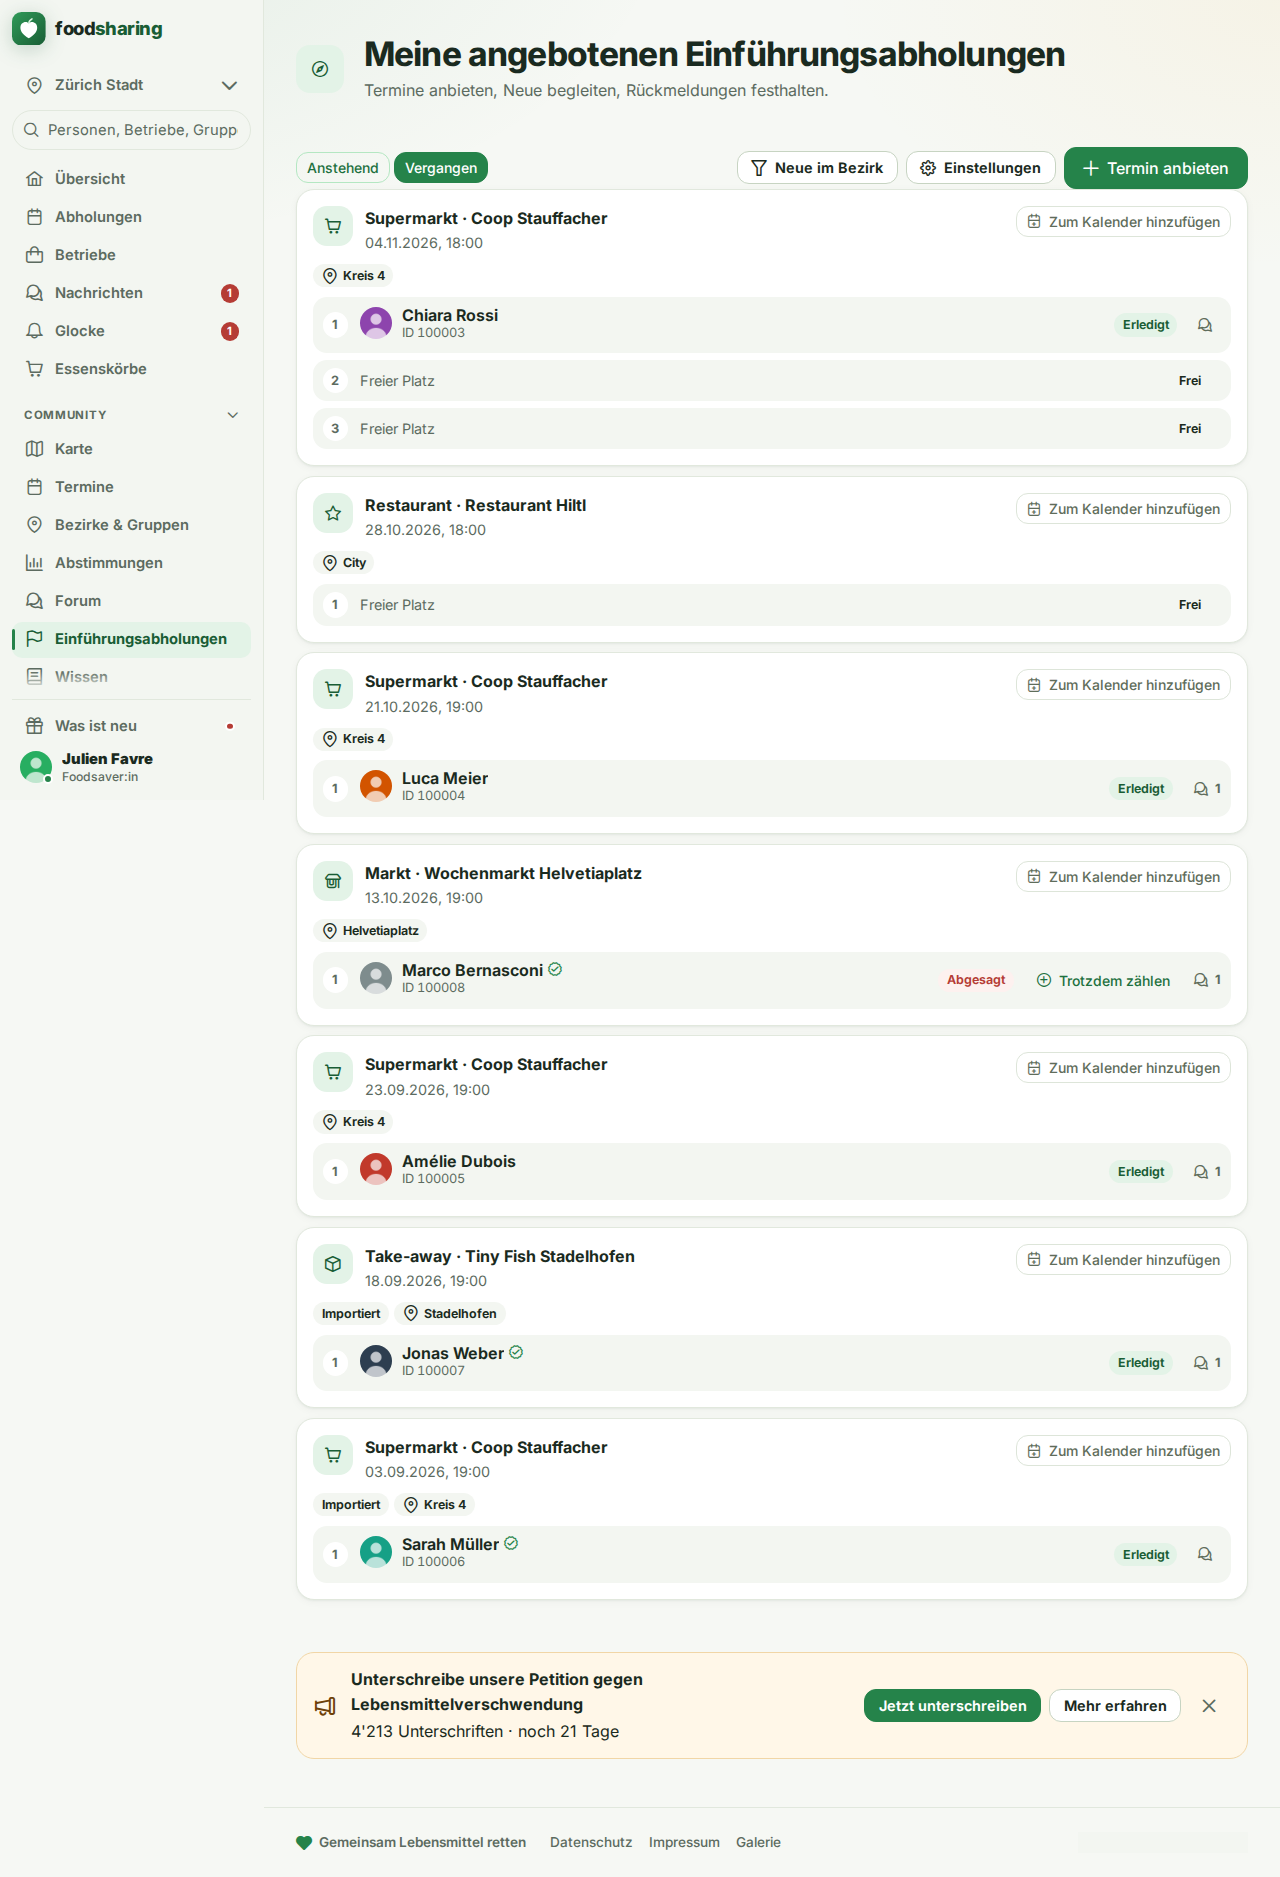 foodsharing
Zürich Stadt
Personen, Betriebe, Grupp
Übersicht
Abholungen
Betriebe
Nachrichten 1
Glocke 1
Essenskörbe
COMMUNITY
Karte
Termine
Bezirke & Gruppen
Abstimmungen
Forum
Einführungsabholungen
Wissen
Was ist neu
Julien Favre
Foodsaver:in
Meine angebotenen Einführungsabholungen
Termine anbieten, Neue begleiten, Rückmeldungen festhalten.
Anstehend Vergangen Neue im Bezirk Einstellungen Termin anbieten
Supermarkt · Coop Stauffacher Zum Kalender hinzufügen
04.11.2026, 18:00
Kreis 4
1 Chiara Rossi Erledigt
ID 100003
2 Freier Platz Frei
3 Freier Platz Frei
Restaurant · Restaurant Hiltl Zum Kalender hinzufügen
28.10.2026, 18:00
City
1 Freier Platz Frei
Supermarkt · Coop Stauffacher Zum Kalender hinzufügen
21.10.2026, 19:00
Kreis 4
1 Luca Meier Erledigt 1
ID 100004
Markt · Wochenmarkt Helvetiaplatz Zum Kalender hinzufügen
13.10.2026, 19:00
Helvetiaplatz
1 Marco Bernasconi Abgesagt Trotzdem zählen 1
ID 100008
Supermarkt · Coop Stauffacher Zum Kalender hinzufügen
23.09.2026, 19:00
Kreis 4
1 Amélie Dubois Erledigt 1
ID 100005
Take-away · Tiny Fish Stadelhofen Zum Kalender hinzufügen
18.09.2026, 19:00
Importiert Stadelhofen
1 Jonas Weber Erledigt 1
ID 100007
Supermarkt · Coop Stauffacher Zum Kalender hinzufügen
03.09.2026, 19:00
Importiert Kreis 4
1 Sarah Müller Erledigt
ID 100006
Unterschreibe unsere Petition gegen
Lebensmittelverschwendung
4'213 Unterschriften · noch 21 Tage
Jetzt unterschreiben Mehr erfahren
Gemeinsam Lebensmittel retten Datenschutz Impressum Galerie